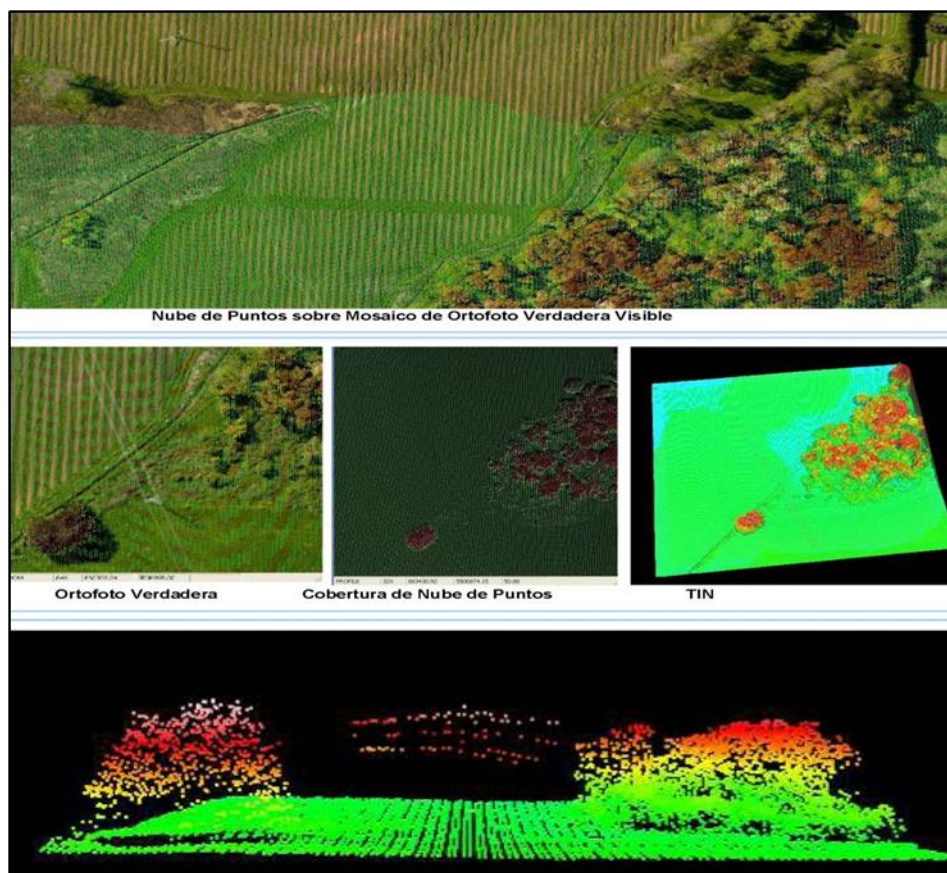 Nube de Puntos sobre Mosaico de Ortofoto Verdadera Visible
Ortofoto Verdadera
Cobertura de Nube de Puntos
TIN